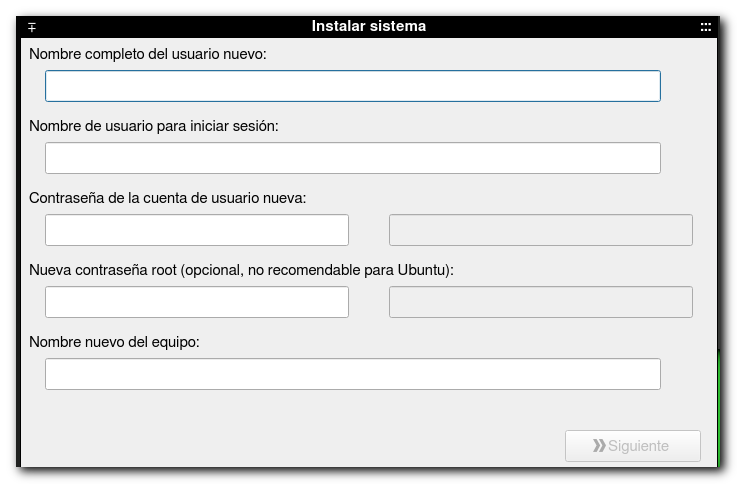 Instalar sistema
Nombre completo del usuario nuevo:
Nombre de usuario para iniciar sesión:
Contraseña de la cuenta de usuario nueva:
Nueva contraseña root (opcional, no recomendable para Ubuntu):
Nombre nuevo del equipo:
Siguiente